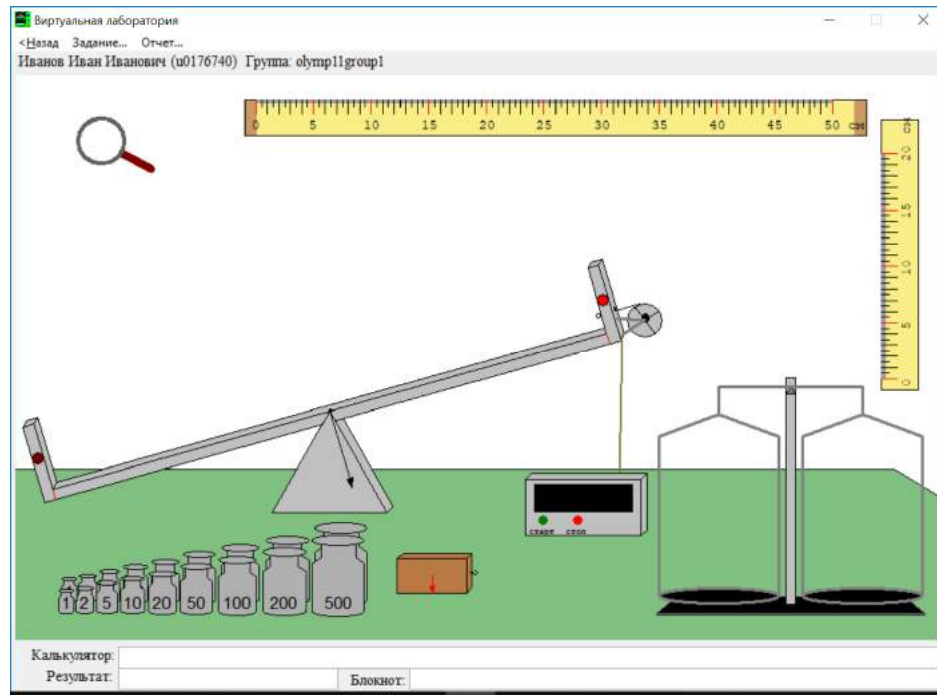 Виртуальная лаборатория
<Назад Задание... Отчет...
Иванов Иван Иванович (u0176740) Группа: olymp11group1
0 5 10 15 20 25 30 35 40 45 50 см
0 5 10 15 20 см
старт стоп
1 2 5 10 20 50 100 200 500
Калькулятор:
Результат: Блокнот: